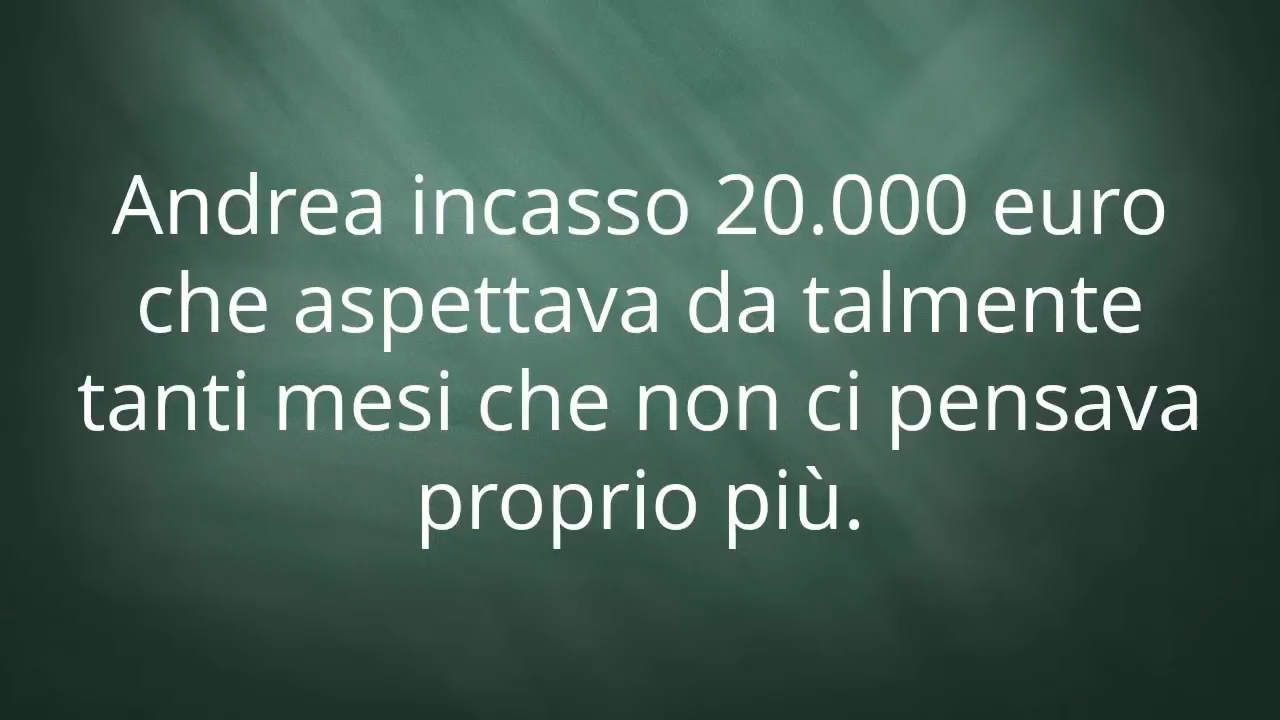 Andrea incasso 20.000 euro
che aspettava da talmente
tanti mesi che non ci pensava
proprio più.